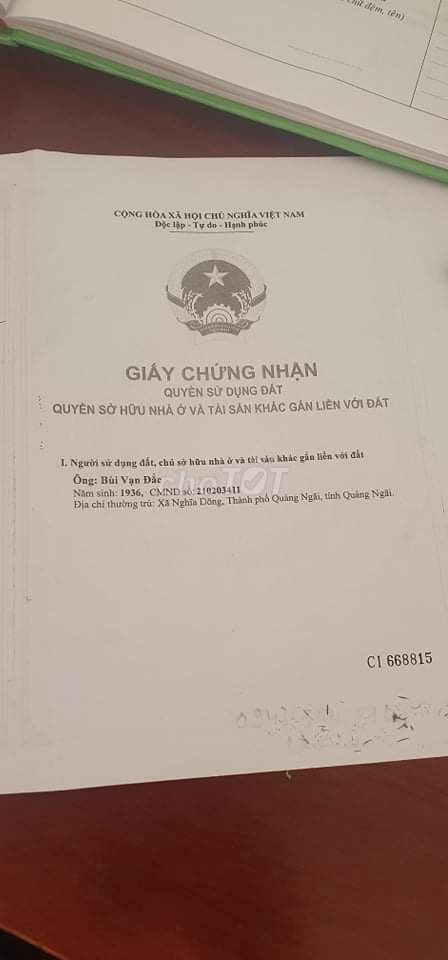 chữ đệm, tên)
CỘNG HÒA XÃ HỘI CHỦ NGHĨA VIỆT NAM
Độc lập - Tự do - Hạnh phúc
GIẤY CHỨNG NHẬN
QUYỀN SỬ DỤNG ĐẤT
QUYỀN SỞ HỮU NHÀ Ở VÀ TÀI SẢN KHÁC GẮN LIỀN VỚI ĐẤT
I. Người sử dụng đất, chủ sở hữu nhà ở và tài sản khác gắn liền với đất
Ông: Bùi Vạn Đắc
Năm sinh: 1936, CMND số: 210203411
Địa chỉ thường trú: Xã Nghĩa Dõng, Thành phố Quảng Ngãi, tỉnh Quảng Ngãi.
choTOT
CI 668815